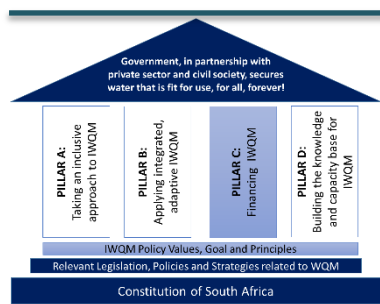 Government, in partnership with
private sector and civil society, secures
water that is fit for use, for all, forever!
PILLAR A:
Taking an inclusive
approach to IWQM
PILLAR B:
Applying integrated,
adaptive IWQM
PILLAR C:
Financing IWQM
PILLAR D:
Building the knowledge
and capacity base for
IWQM
IWQM Policy Values, Goal and Principles
Relevant Legislation, Policies and Strategies related to WQM
Constitution of South Africa